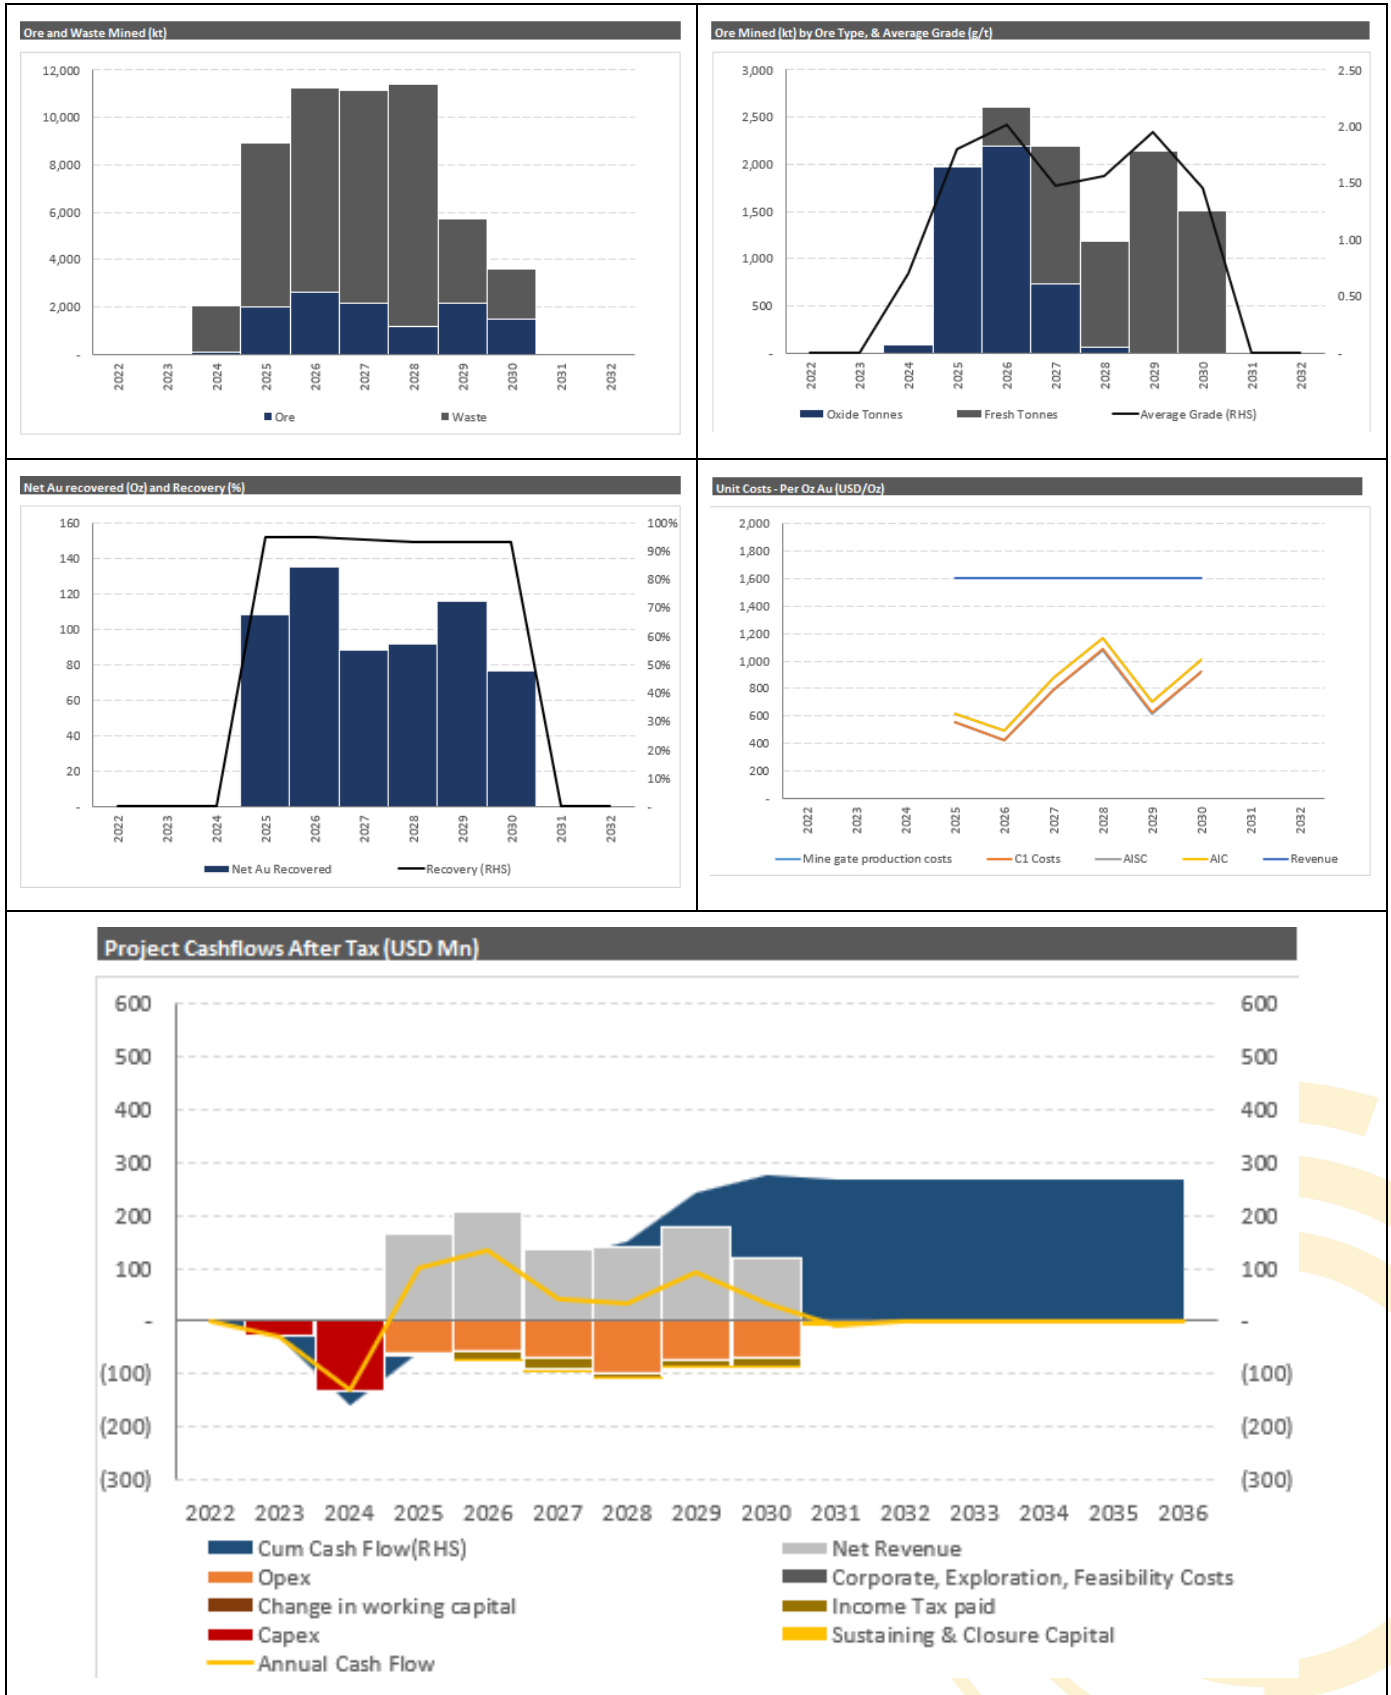 Ore and Waste Mined (kt)
12,000
10,000
8,000
6,000
4,000
2,000
-
2022 2023 2024 2025 2026 2027 2028 2029 2030 2031 2032
Ore Waste
Ore Mined (kt) by Ore Type, & Average Grade (g/t)
3,000 2.50
2,500 2.00
2,000
1,500 1.50
1,000 1.00
500 0.50
- -
2022 2023 2024 2025 2026 2027 2028 2029 2030 2031 2032
Oxide Tonnes Fresh Tonnes Average Grade (RHS)
Net Au recovered (Oz) and Recovery (%)
160 100%
140 90%
120 80%
100 70%
80 60%
60 50%
40 40%
20 30%
- 20%
10%
-
2022 2023 2024 2025 2026 2027 2028 2029 2030 2031 2032
Net Au Recovered Recovery (RHS)
Unit Costs - Per Oz Au (USD/Oz)
2,000
1,800
1,600
1,400
1,200
1,000
800
600
400
200
-
2022 2023 2024 2025 2026 2027 2028 2029 2030 2031 2032
Mine gate production costs C1 Costs AISC AIC Revenue
Project Cashflows After Tax (USD Mn)
600 600
500 500
400 400
300 300
200 200
100 100
- -
(100) (100)
(200) (200)
(300) (300)
2022 2023 2024 2025 2026 2027 2028 2029 2030 2031 2032 2033 2034 2035 2036
Cum Cash Flow(RHS) Net Revenue
Opex Corporate, Exploration, Feasibility Costs
Change in working capital Income Tax paid
Capex Sustaining & Closure Capital
Annual Cash Flow